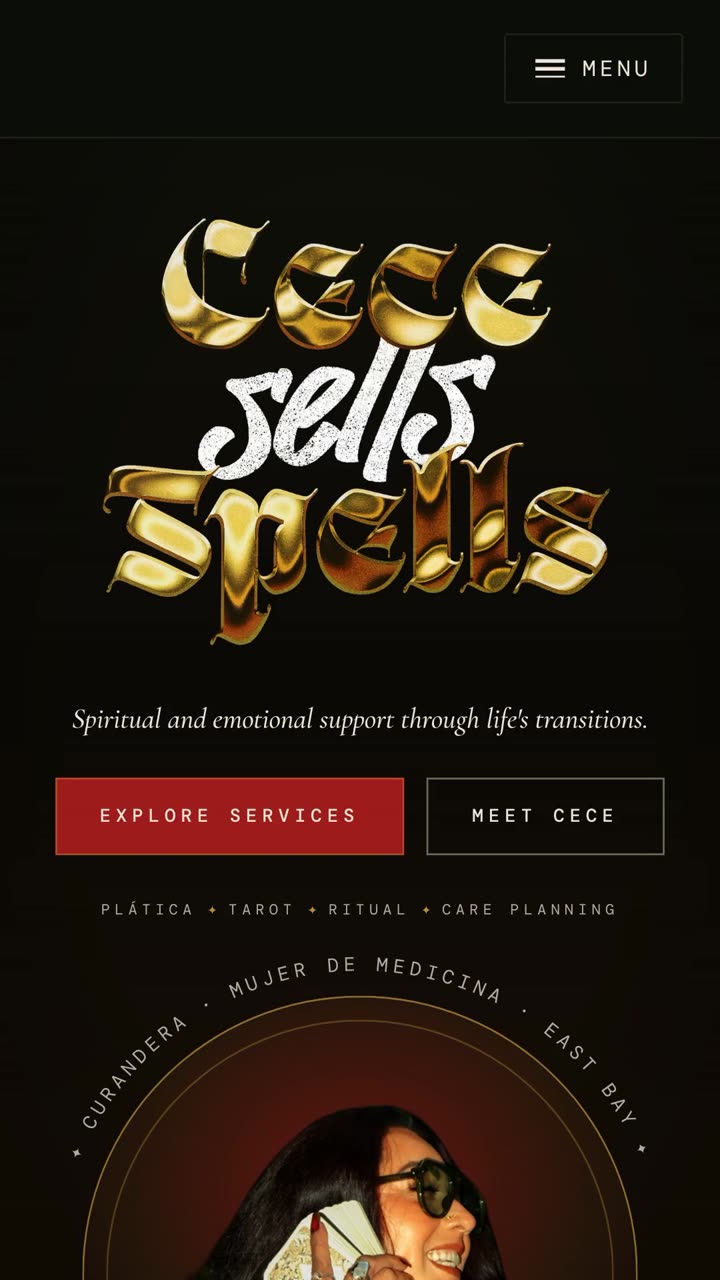 MENU
Cece
sells
Spells
Spiritual and emotional support through life's transitions.
EXPLORE SERVICES
MEET CECE
PLÁTICA ✦ TAROT ✦ RITUAL ✦ CARE PLANNING
✦ CURANDERA · MUJER DE MEDICINA · EAST BAY ✦